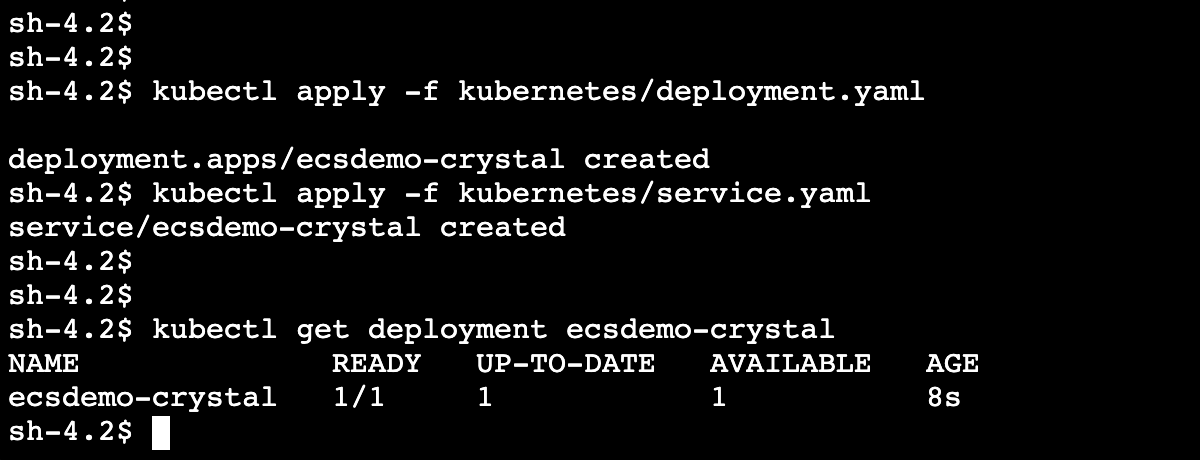 sh-4.2$
sh-4.2$
sh-4.2$ kubectl apply -f kubernetes/deployment.yaml
deployment.apps/ecsdemo-crystal created
sh-4.2$ kubectl apply -f kubernetes/service.yaml
service/ecsdemo-crystal created
sh-4.2$
sh-4.2$
sh-4.2$ kubectl get deployment ecsdemo-crystal
NAME READY UP-TO-DATE AVAILABLE AGE
ecsdemo-crystal 1/1 1 1 8s
sh-4.2$